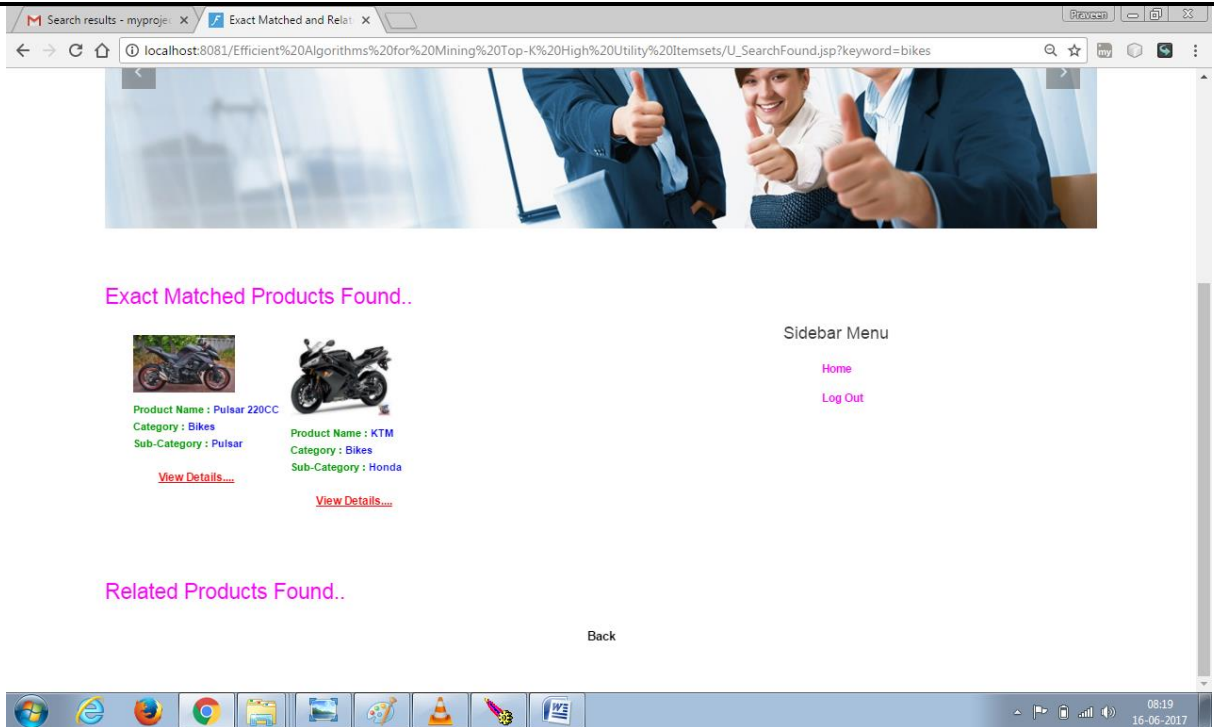 Search results - myprojec
Exact Matched and Relat
Praveen
localhost:8081/Efficient%20Algorithms%20for%20Mining%20Top-K%20High%20Utility%20Itemsets/U_SearchFound.jsp?keyword=bikes
my
Exact Matched Products Found..
Product Name : Pulsar 220CC
Category : Bikes
Sub-Category : Pulsar
View Details....
Product Name : KTM
Category : Bikes
Sub-Category : Honda
View Details....
Sidebar Menu
Home
Log Out
Related Products Found..
Back
08:19
16-06-2017